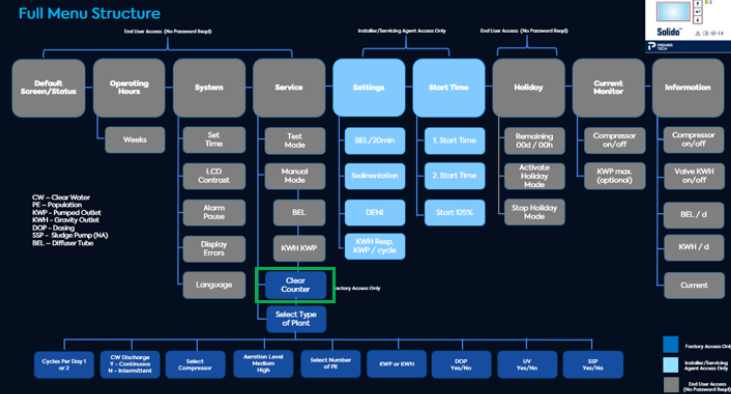 Full Menu Structure
Solido
PREMIER
TECH
End User Access (No Password Reqd)
Installer/Servicing Agent Access Only
End User Access (No Password Reqd)
Default
Screen/Status
Operating
Hours
System
Service
Settings
Start Time
Holiday
Current
Monitor
Information
Weeks
Set
Time
Test
Mode
BEL/20min
1. Start Time
Remaining
00d / 00h
Compressor
on/off
Compressor
on/off
LCD
Contrast
Manual
Mode
Sedimentation
2. Start Time
Activate
Holiday
Mode
KWP max.
(optional)
Valve KWH
on/off
CW – Clear Water
PE – Population
KWP - Pumped Outlet
KWH - Gravity Outlet
DOP - Dosing
SSP - Sludge Pump (NA)
BEL – Diffuser Tube
Alarm
Pause
BEL
DENI
Start 125%
Stop Holiday
Mode
BEL / d
Display
Errors
KWH KWP
KWH Resp.
KWP / cycle
KWH / d
Language
Clear
Counter
Factory Access Only
Current
Select Type
of Plant
Cycles Per Day 1
or 2
CW Discharge
Y - Continuous
N - Intermittent
Select
Compressor
Aeration Level
Medium
High
Select Number
of PE
KWP or KWH
DOP
Yes/No
UV
Yes/No
SSP
Yes/No
Factory Access Only
Installer/Servicing
Agent Access Only
End User Access
(No Password Reqd)